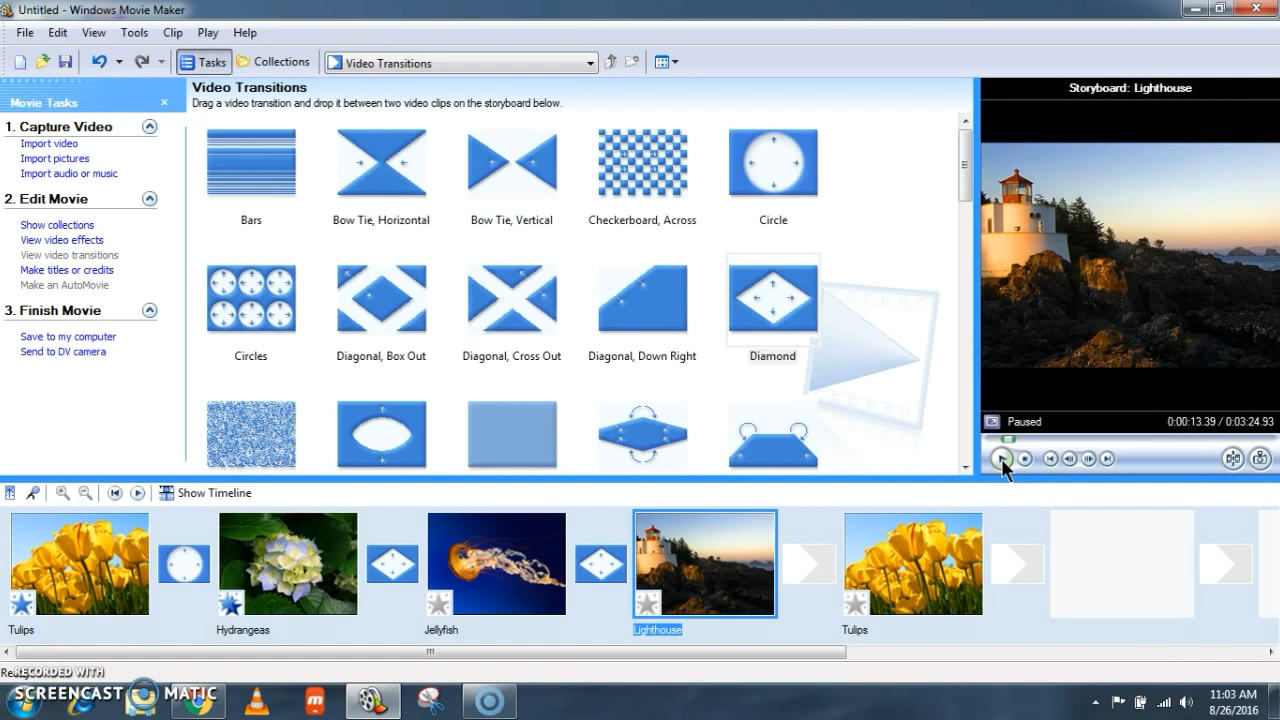 Untitled - Windows Movie Maker
File Edit View Tools Clip Play Help
Tasks Collections Video Transitions
Movie Tasks
1. Capture Video
Import video
Import pictures
Import audio or music
2. Edit Movie
Show collections
View video effects
View video transitions
Make titles or credits
Make an AutoMovie
3. Finish Movie
Save to my computer
Send to DV camera
Video Transitions
Drag a video transition and drop it between two video clips on the storyboard below.
Bars Bow Tie, Horizontal Bow Tie, Vertical Checkerboard, Across Circle
Circles Diagonal, Box Out Diagonal, Cross Out Diagonal, Down Right Diamond
Storyboard: Lighthouse
Paused 0:00:13.39 / 0:03:24.93
Show Timeline
Tulips Hydrangeas Jellyfish Lighthouse Tulips
RECORDED WITH
SCREENCAST MATIC
m
11:03 AM
8/26/2016